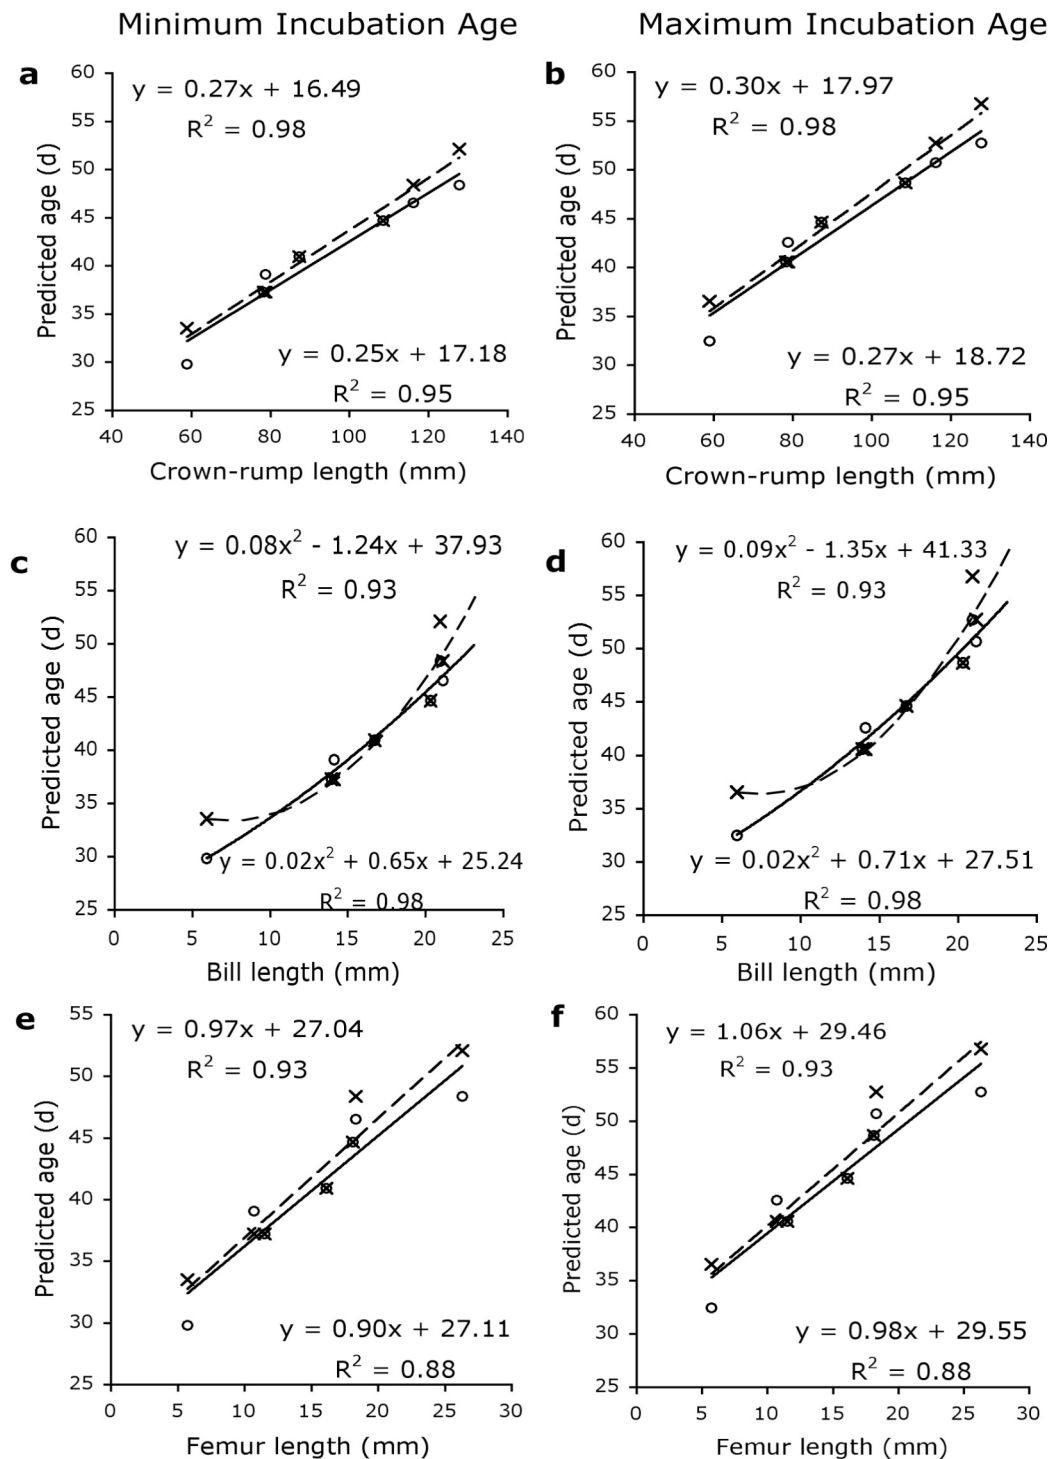 Minimum Incubation Age
Maximum Incubation Age
a
y = 0.27x + 16.49
R² = 0.98
60
55
50
45
40
35
30
25
Predicted age (d)
y = 0.25x + 17.18
R² = 0.95
40 60 80 100 120 140
Crown-rump length (mm)
b
y = 0.30x + 17.97
R² = 0.98
60
55
50
45
40
35
30
25
Predicted age (d)
y = 0.27x + 18.72
R² = 0.95
40 60 80 100 120 140
Crown-rump length (mm)
c
y = 0.08x² - 1.24x + 37.93
R² = 0.93
60
55
50
45
40
35
30
25
Predicted age (d)
y = 0.02x² + 0.65x + 25.24
R² = 0.98
0 5 10 15 20 25
Bill length (mm)
d
y = 0.09x² - 1.35x + 41.33
R² = 0.93
60
55
50
45
40
35
30
25
Predicted age (d)
y = 0.02x² + 0.71x + 27.51
R² = 0.98
0 5 10 15 20 25
Bill length (mm)
e
y = 0.97x + 27.04
R² = 0.93
55
50
45
40
35
30
25
Predicted age (d)
y = 0.90x + 27.11
R² = 0.88
0 5 10 15 20 25 30
Femur length (mm)
f
y = 1.06x + 29.46
R² = 0.93
60
55
50
45
40
35
30
25
Predicted age (d)
y = 0.98x + 29.55
R² = 0.88
0 5 10 15 20 25 30
Femur length (mm)